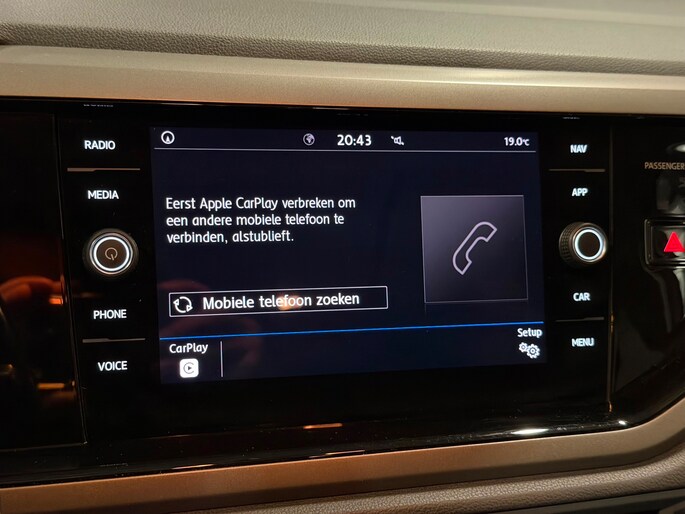 RADIO
MEDIA
PHONE
VOICE
20:43
19.0°C
Eerst Apple CarPlay verbreken om
een andere mobiele telefoon te
verbinden, alstublieft.
Mobiele telefoon zoeken
CarPlay
Setup
NAV
APP
CAR
MENU
PASSENGER